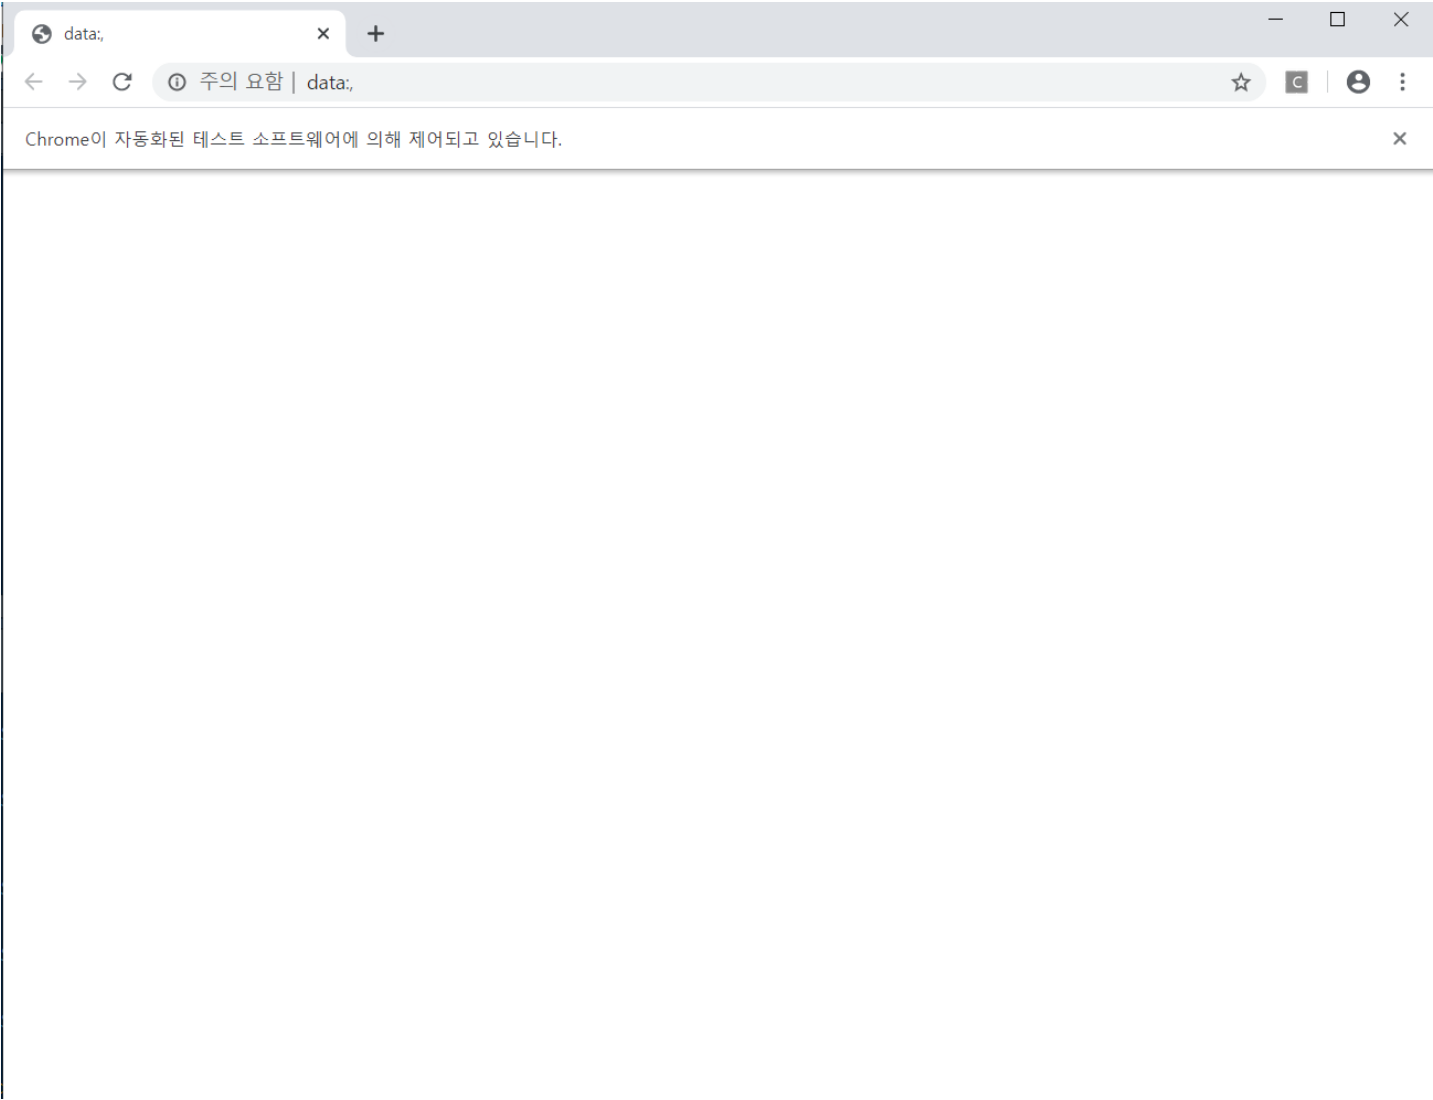 data:,
주의 요함 | data:,
C
Chrome이 자동화된 테스트 소프트웨어에 의해 제어되고 있습니다.